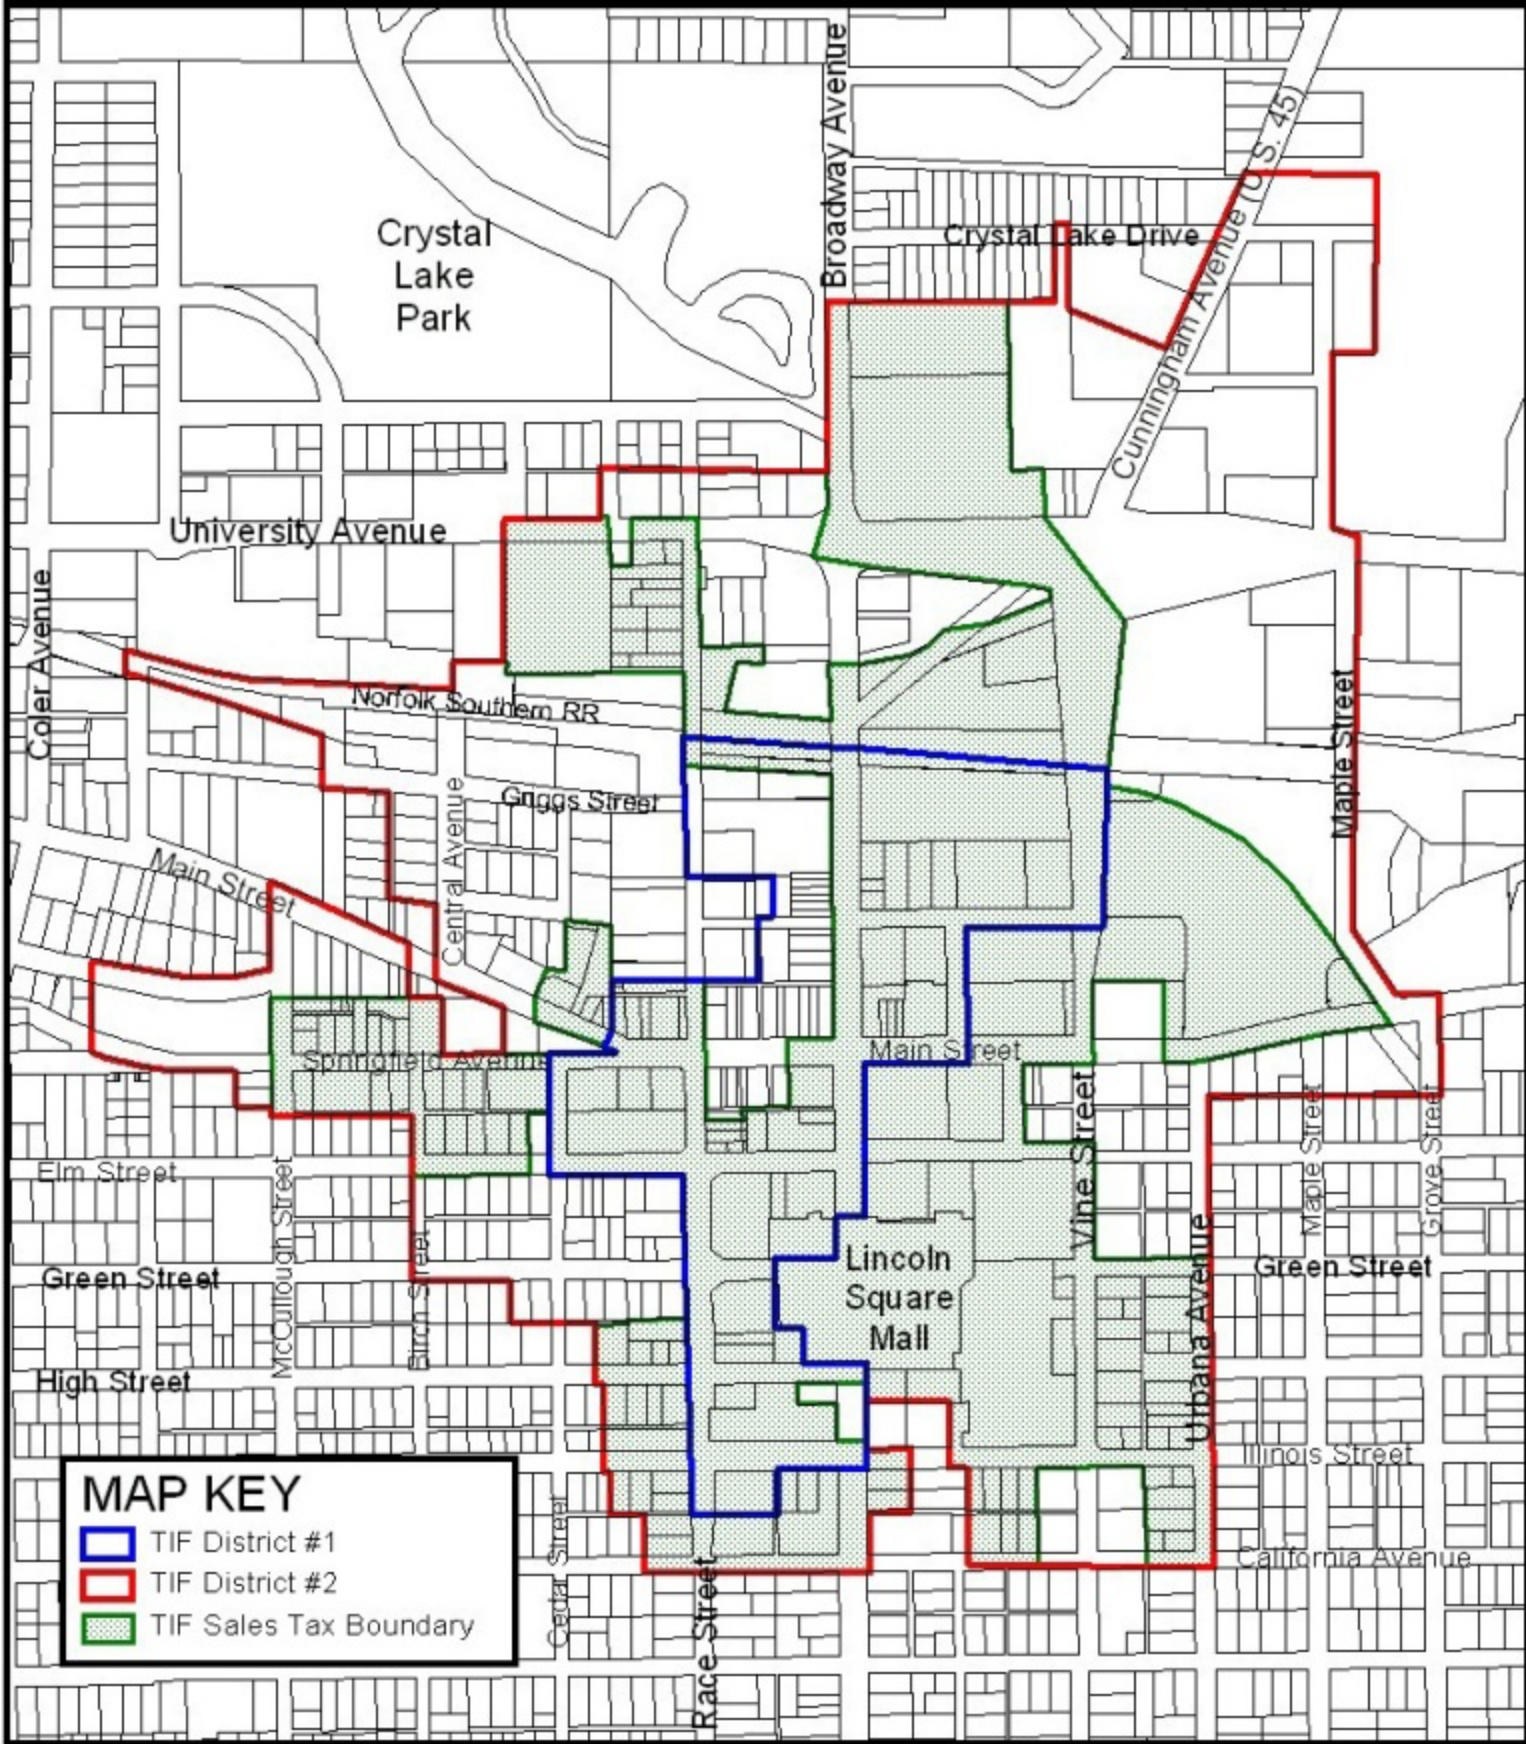 Broadway Avenue
Cunningham Avenue (U.S. 45)
Crystal
Lake
Park
Crystal Lake Drive
University Avenue
Coler Avenue
Norfolk Southern RR
Maple Street
Griggs Street
Central Avenue
Main Street
Main Street
Springfield Avenue
Vine Street
Maple Street
Grove Street
Elm Street
McCullough Street
Birch Street
Urbana Avenue
Green Street
Lincoln
Square
Mall
Green Street
High Street
Illinois Street
MAP KEY
TIF District #1
TIF District #2
TIF Sales Tax Boundary
Cedar Street
Race Street
California Avenue